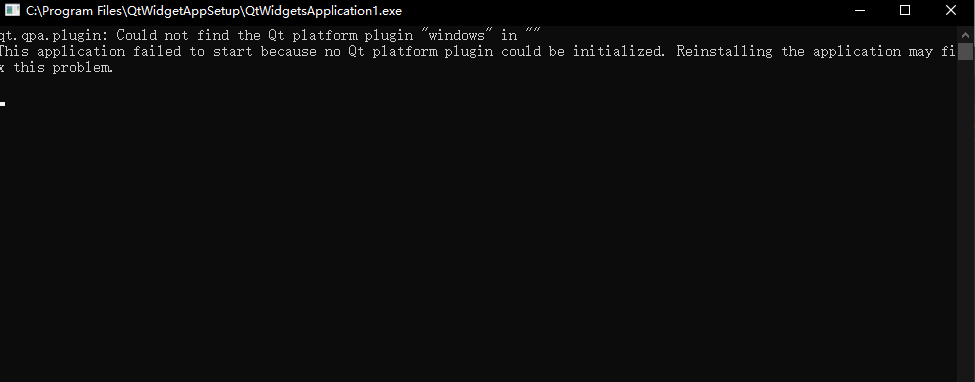 C:\Program Files\QtWidgetAppSetup\QtWidgetsApplication1.exe
qt.qpa.plugin: Could not find the Qt platform plugin "windows" in ""
This application failed to start because no Qt platform plugin could be initialized. Reinstalling the application may fi
x this problem.